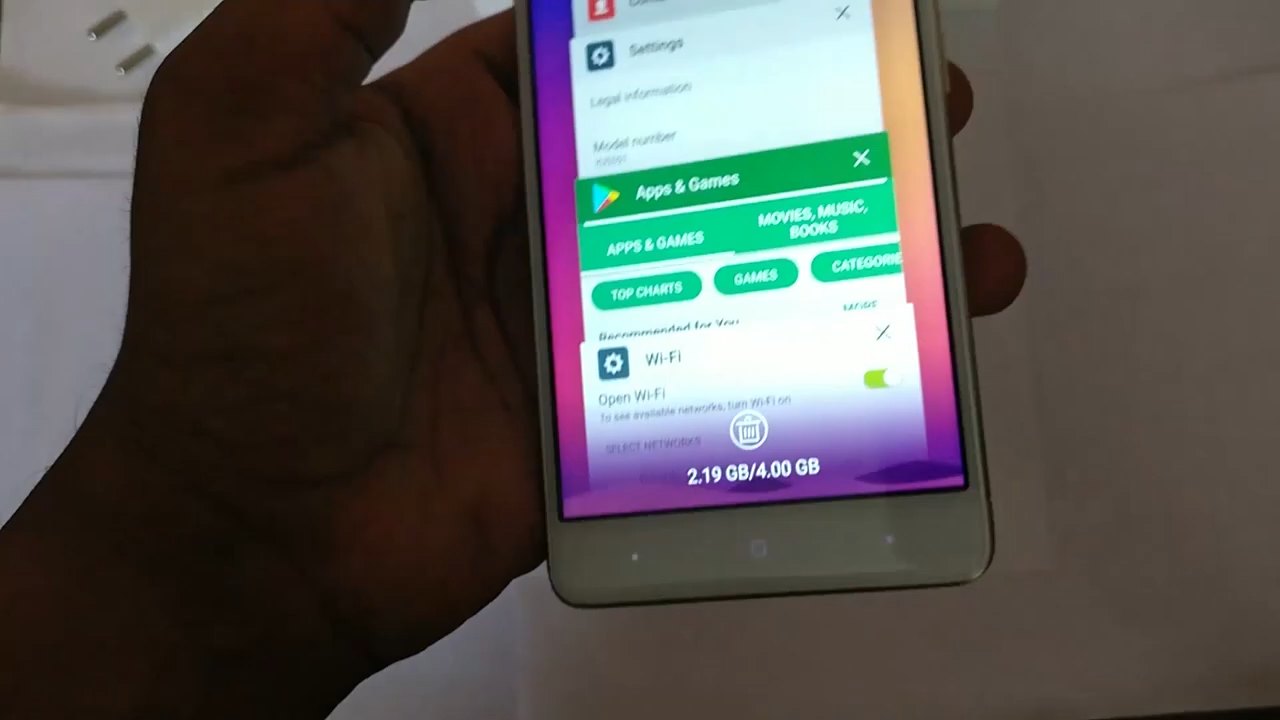 Settings
Legal information
Model number
Apps & Games
APPS & GAMES
MOVIES, MUSIC,
BOOKS
TOP CHARTS
GAMES
CATEGORIE
MORE
Recommended for You
Wi-Fi
Open Wi-Fi
To see available networks, turn Wi-Fi on
SELECT NETWORKS
2.19 GB/4.00 GB